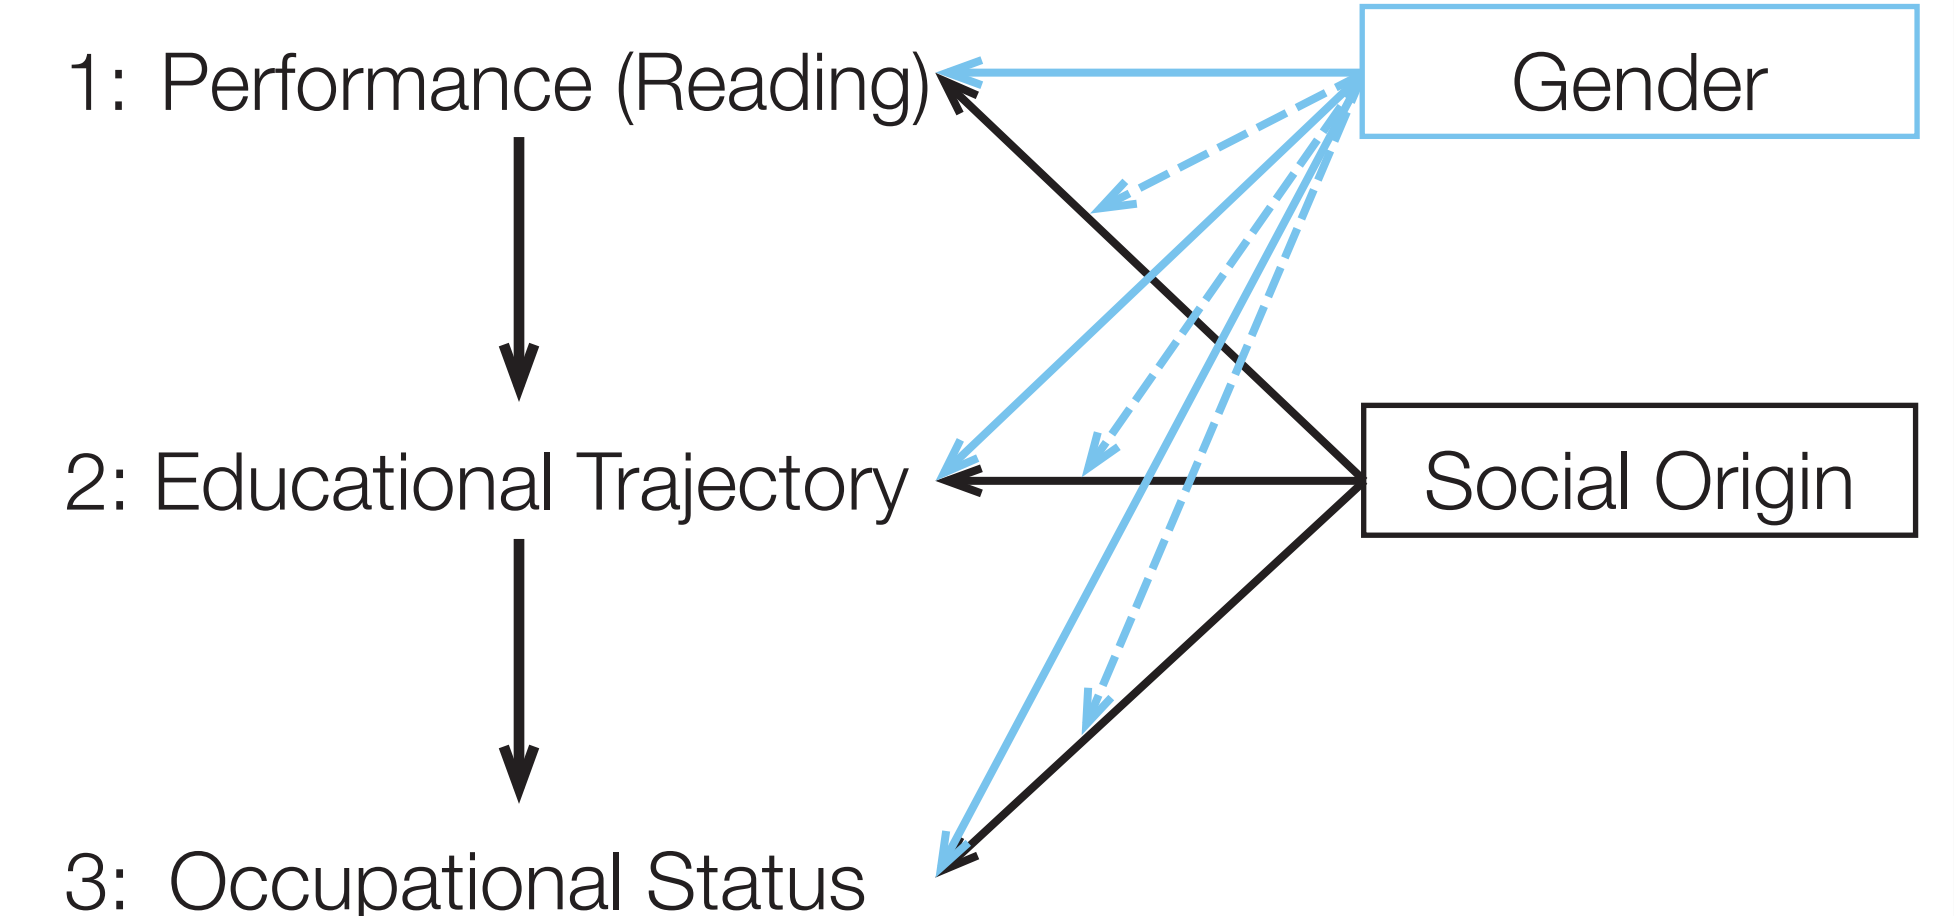 1: Performance (Reading)
Gender
2: Educational Trajectory
Social Origin
3: Occupational Status